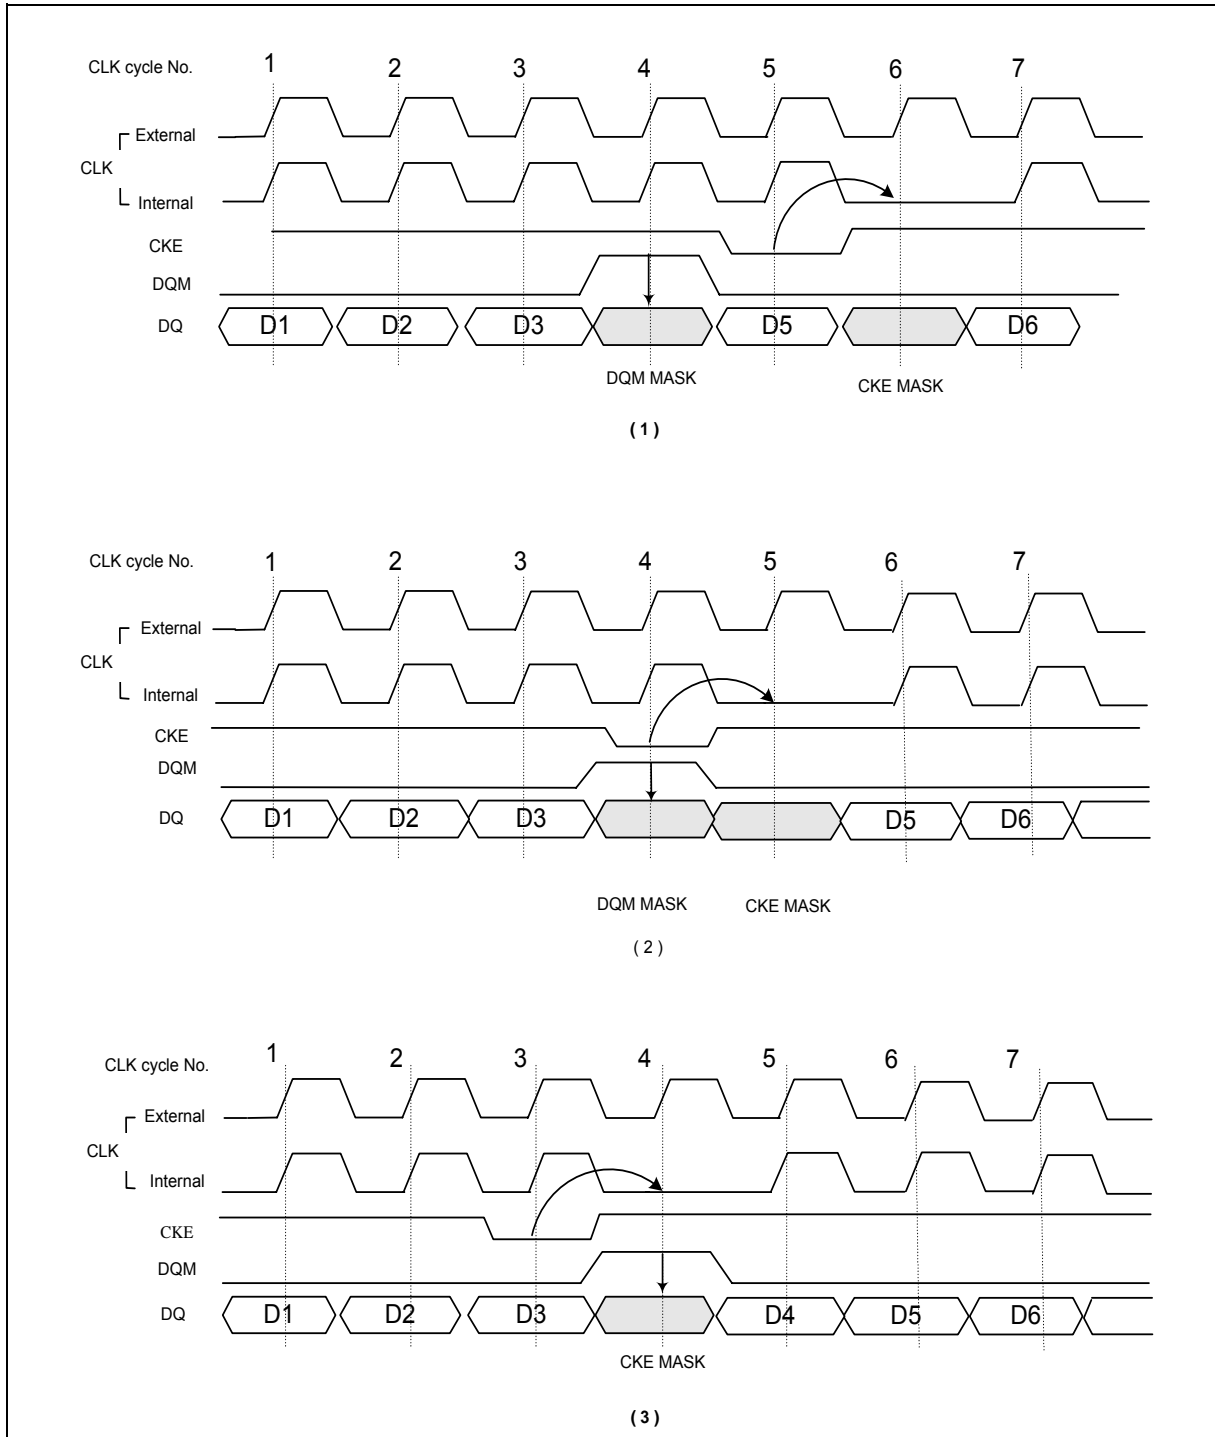 CLK cycle No. 1 2 3 4 5 6 7
External
CLK
Internal
CKE
DQM
DQ D1 D2 D3 D5 D6
DQM MASK CKE MASK
( 1 )
CLK cycle No. 1 2 3 4 5 6 7
External
CLK
Internal
CKE
DQM
DQ D1 D2 D3 D5 D6
DQM MASK CKE MASK
( 2 )
CLK cycle No. 1 2 3 4 5 6 7
External
CLK
Internal
CKE
DQM
DQ D1 D2 D3 D4 D5 D6
CKE MASK
( 3 )